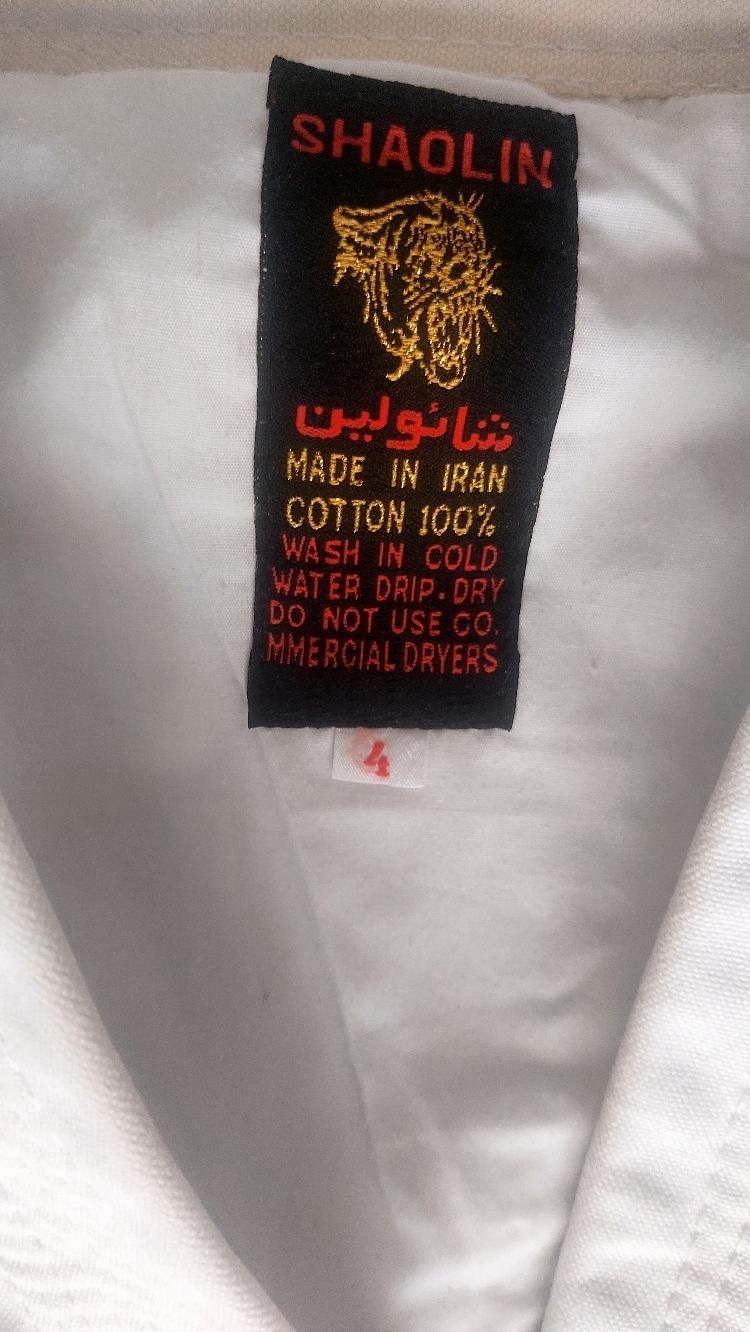 SHAOLIN
شائولین
MADE IN IRAN
COTTON 100%
WASH IN COLD
WATER DRIP.DRY
DO NOT USE CO.
MMERCIAL DRYERS
4